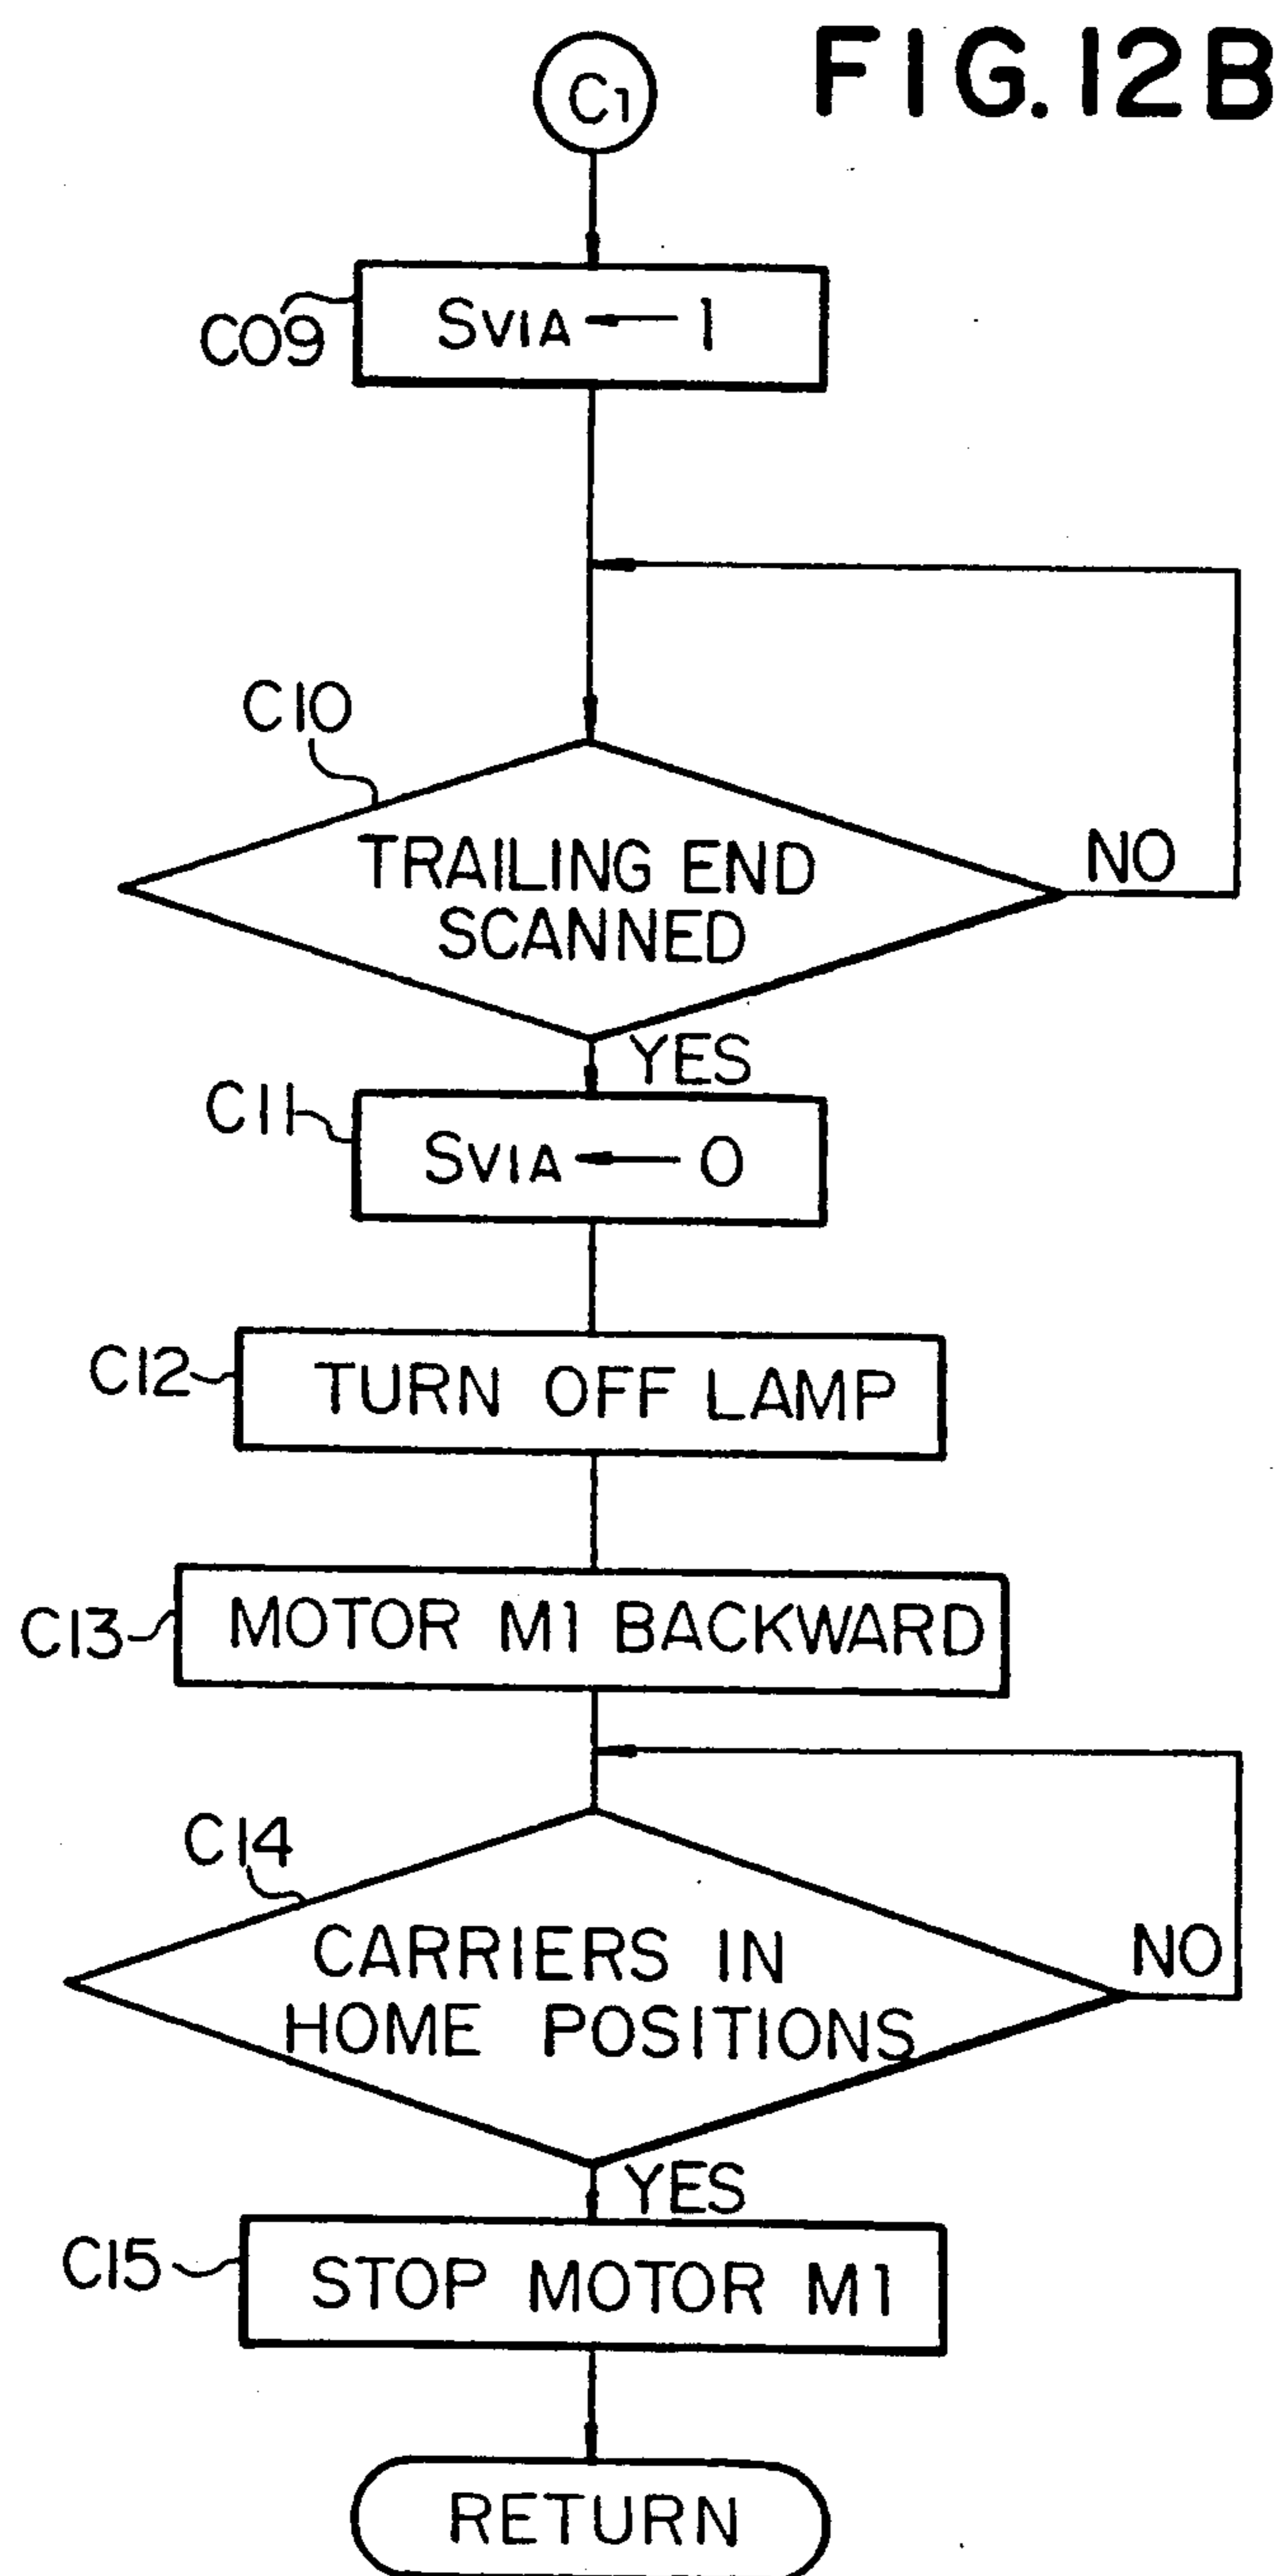 FIG. 12B
C1
C09
SVIA ← 1
C10
TRAILING END
SCANNED
NO
YES
C11
SVIA ← 0
C12
TURN OFF LAMP
C13
MOTOR M1 BACKWARD
C14
CARRIERS IN
HOME POSITIONS
NO
YES
C15
STOP MOTOR M1
RETURN